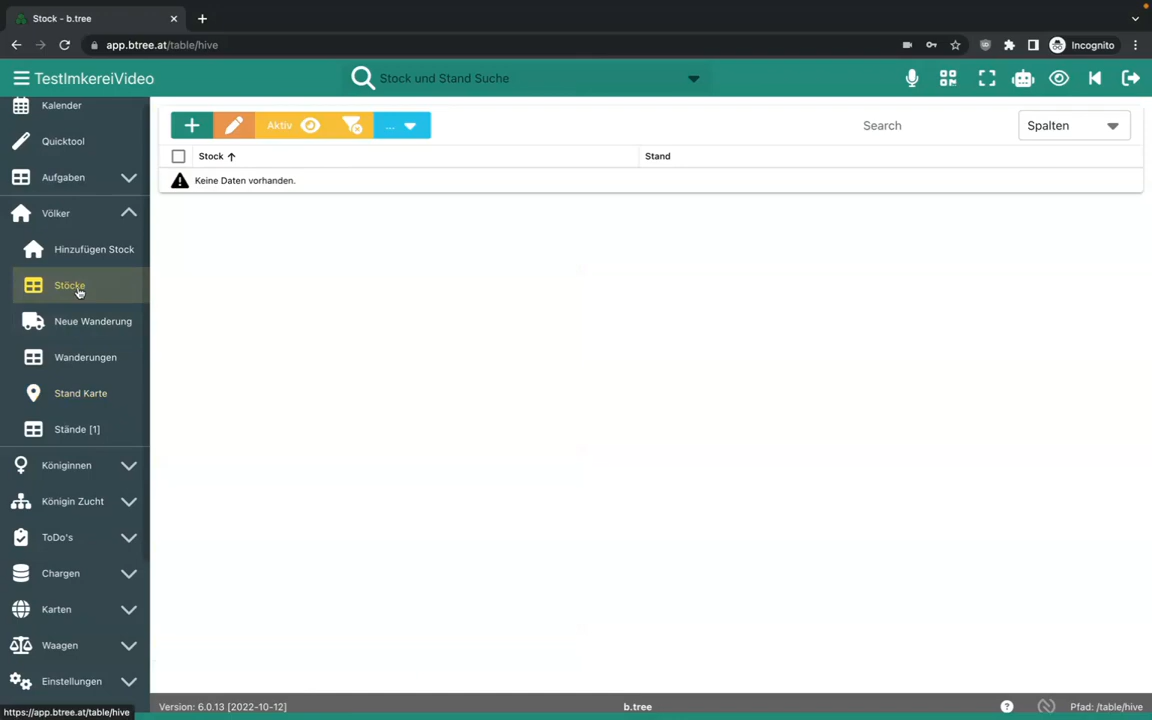 Stock - b.tree
app.btree.at/table/hive
Incognito
TestImkereiVideo
Stock und Stand Suche
Kalender
Quicktool
Aufgaben
Völker
Hinzufügen Stock
Stöcke
Neue Wanderung
Wanderungen
Stand Karte
Stände [1]
Königinnen
Königin Zucht
ToDo's
Chargen
Karten
Waagen
Einstellungen
Aktiv
...
Search
Spalten
Stock
Stand
Keine Daten vorhanden.
https://app.btree.at/table/hive
Version: 6.0.13 [2022-10-12]
b.tree
Pfad: /table/hive